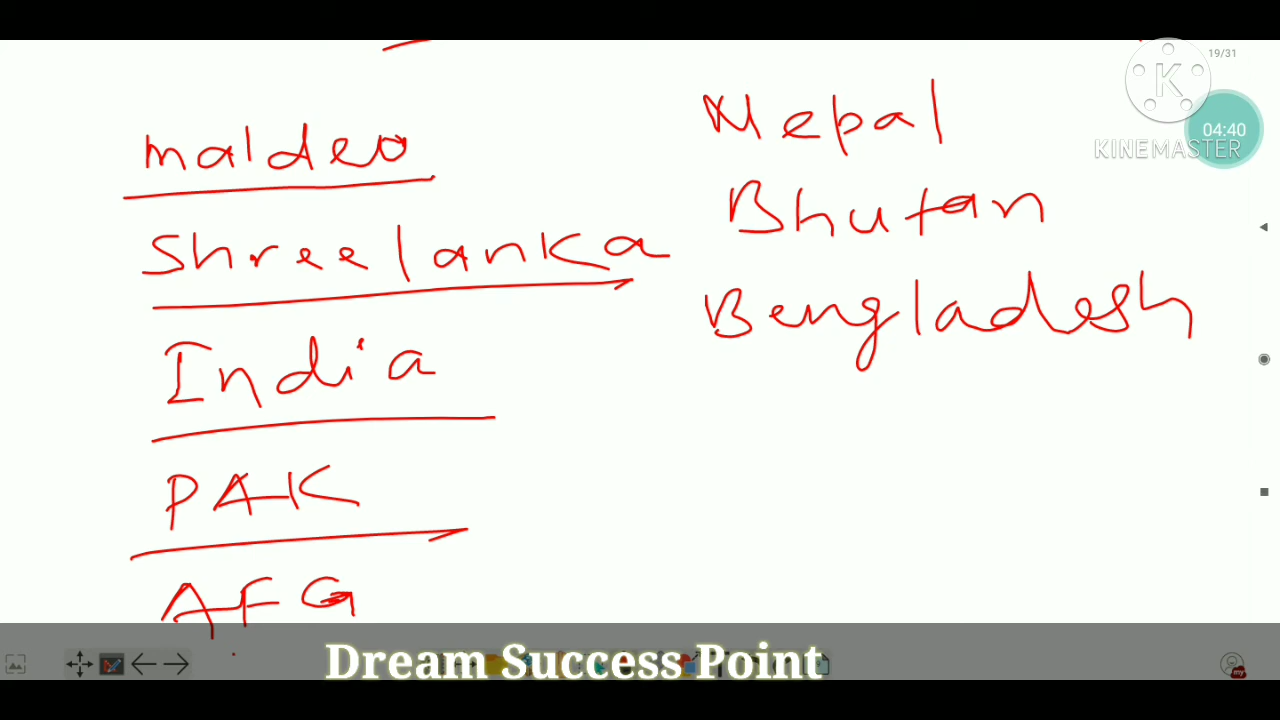 19/31
04:40
KINEMASTER
maldeo
Shreelanka
India
PAK
AFG
Nepal
Bhutan
Bengladesh
Dream Success Point